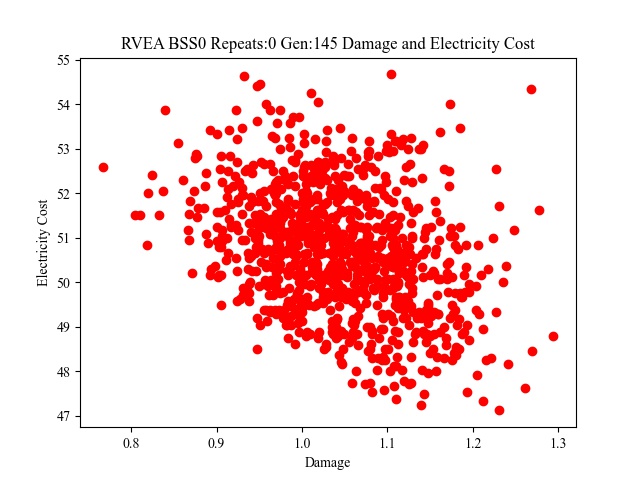 RVEA BSS0 Repeats:0 Gen:145 Damage and Electricity Cost
55
54
53
52
51
50
49
48
47
Electricity Cost
0.8 0.9 1.0 1.1 1.2 1.3
Damage